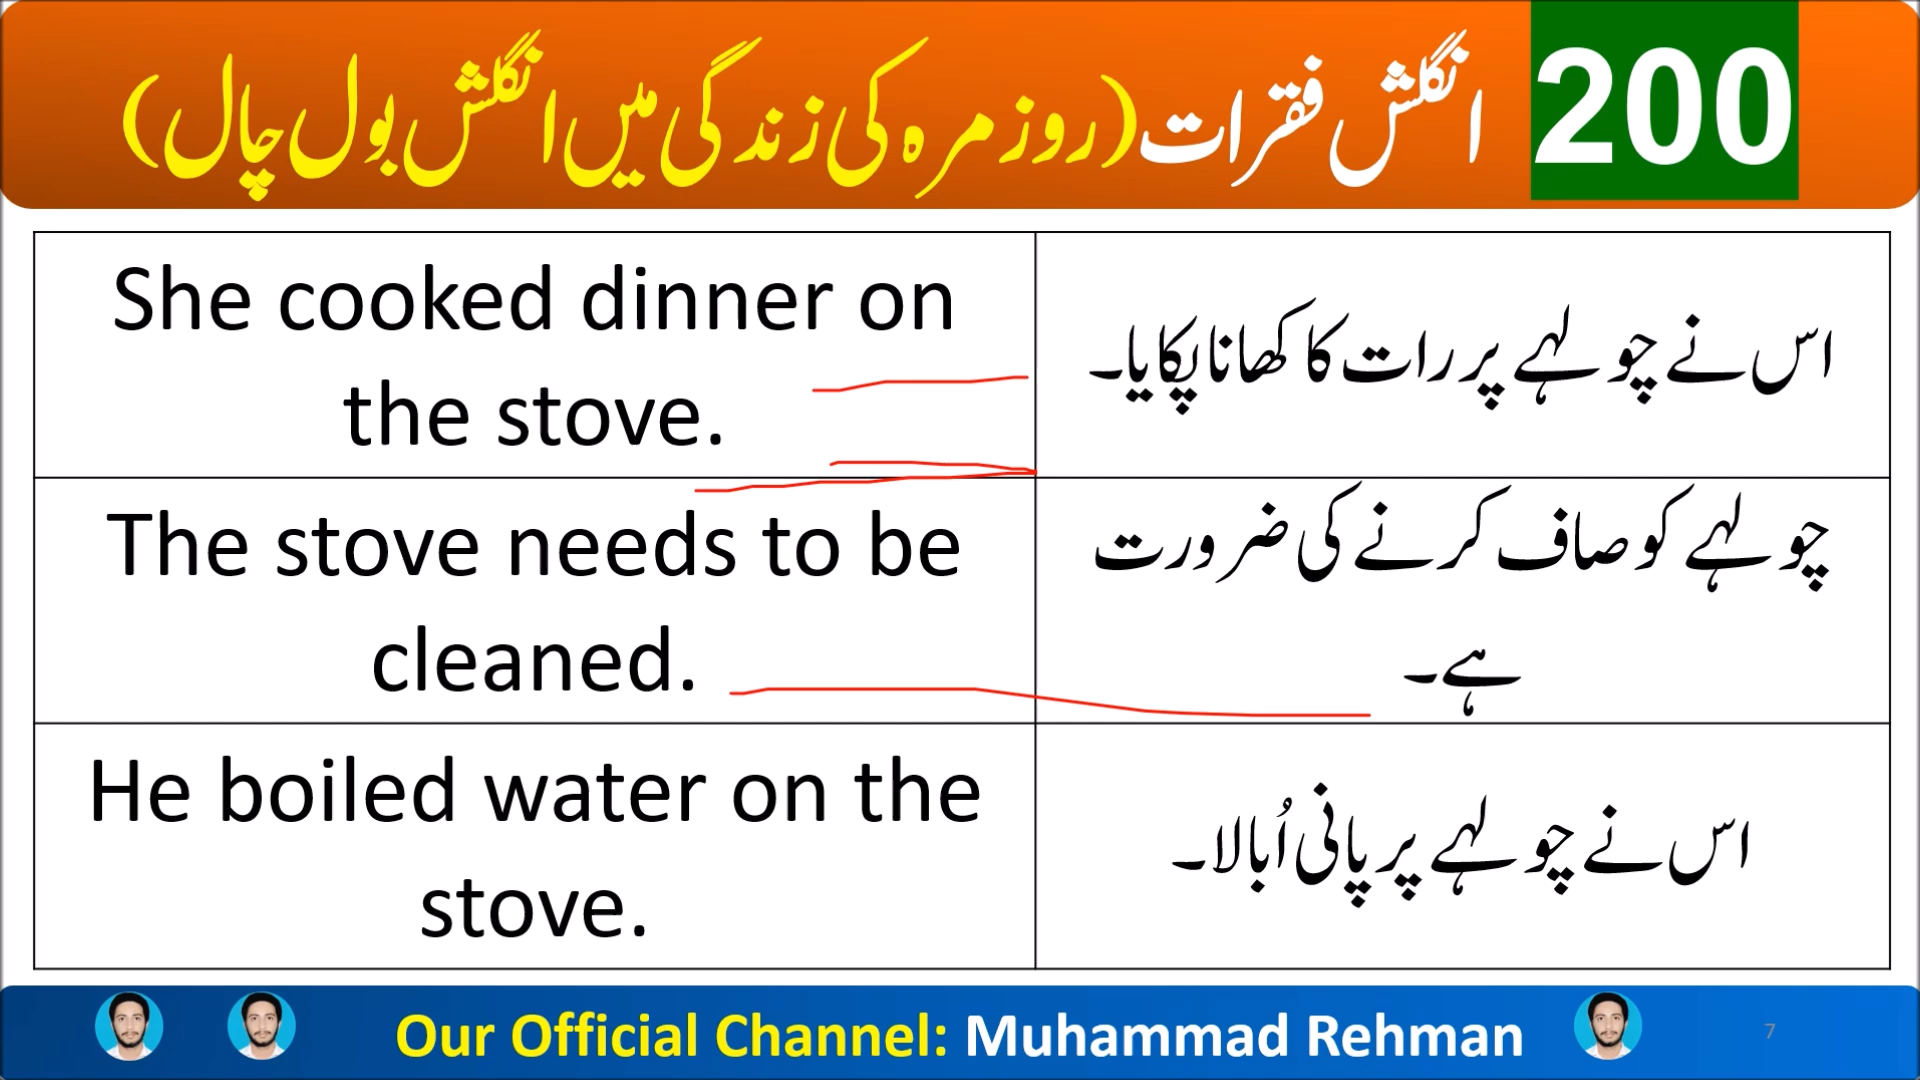 200 انگلش فقرات (روزمرہ کی زندگی میں انگلش بول چال)
She cooked dinner on
the stove.
اس نے چولہے پر رات کا کھانا پکایا۔
The stove needs to be
cleaned.
چولہے کو صاف کرنے کی ضرورت
ہے۔
He boiled water on the
stove.
اس نے چولہے پر پانی اُبالا۔
Our Official Channel: Muhammad Rehman
7